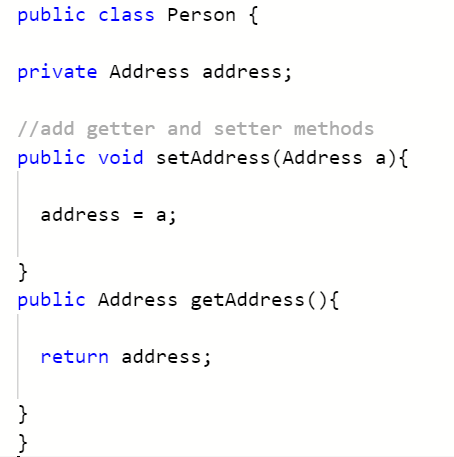 public class Person {
private Address address;
//add getter and setter methods
public void setAddress(Address a){
address = a;
}
public Address getAddress(){
return address;
}
}